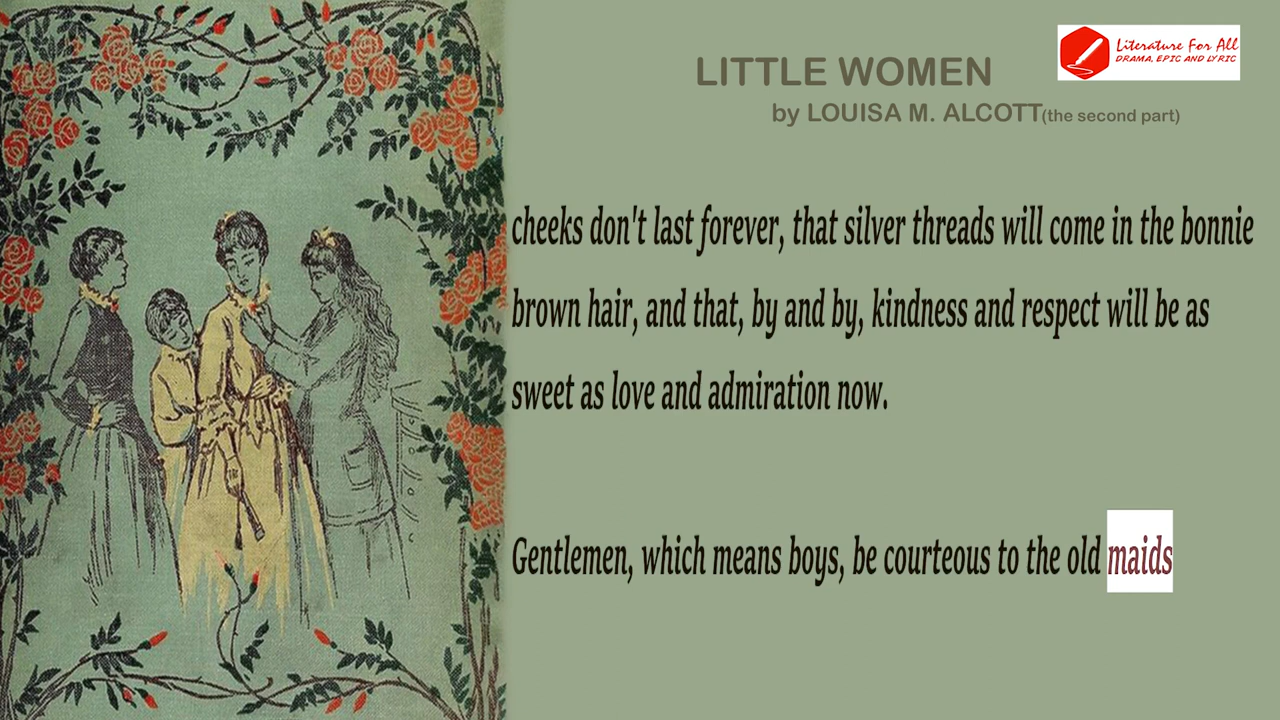 LITTLE WOMEN
by LOUISA M. ALCOTT(the second part)
Literature For All
DRAMA, EPIC AND LYRIC
cheeks don't last forever, that silver threads will come in the bonnie
brown hair, and that, by and by, kindness and respect will be as
sweet as love and admiration now.
Gentlemen, which means boys, be courteous to the old maids